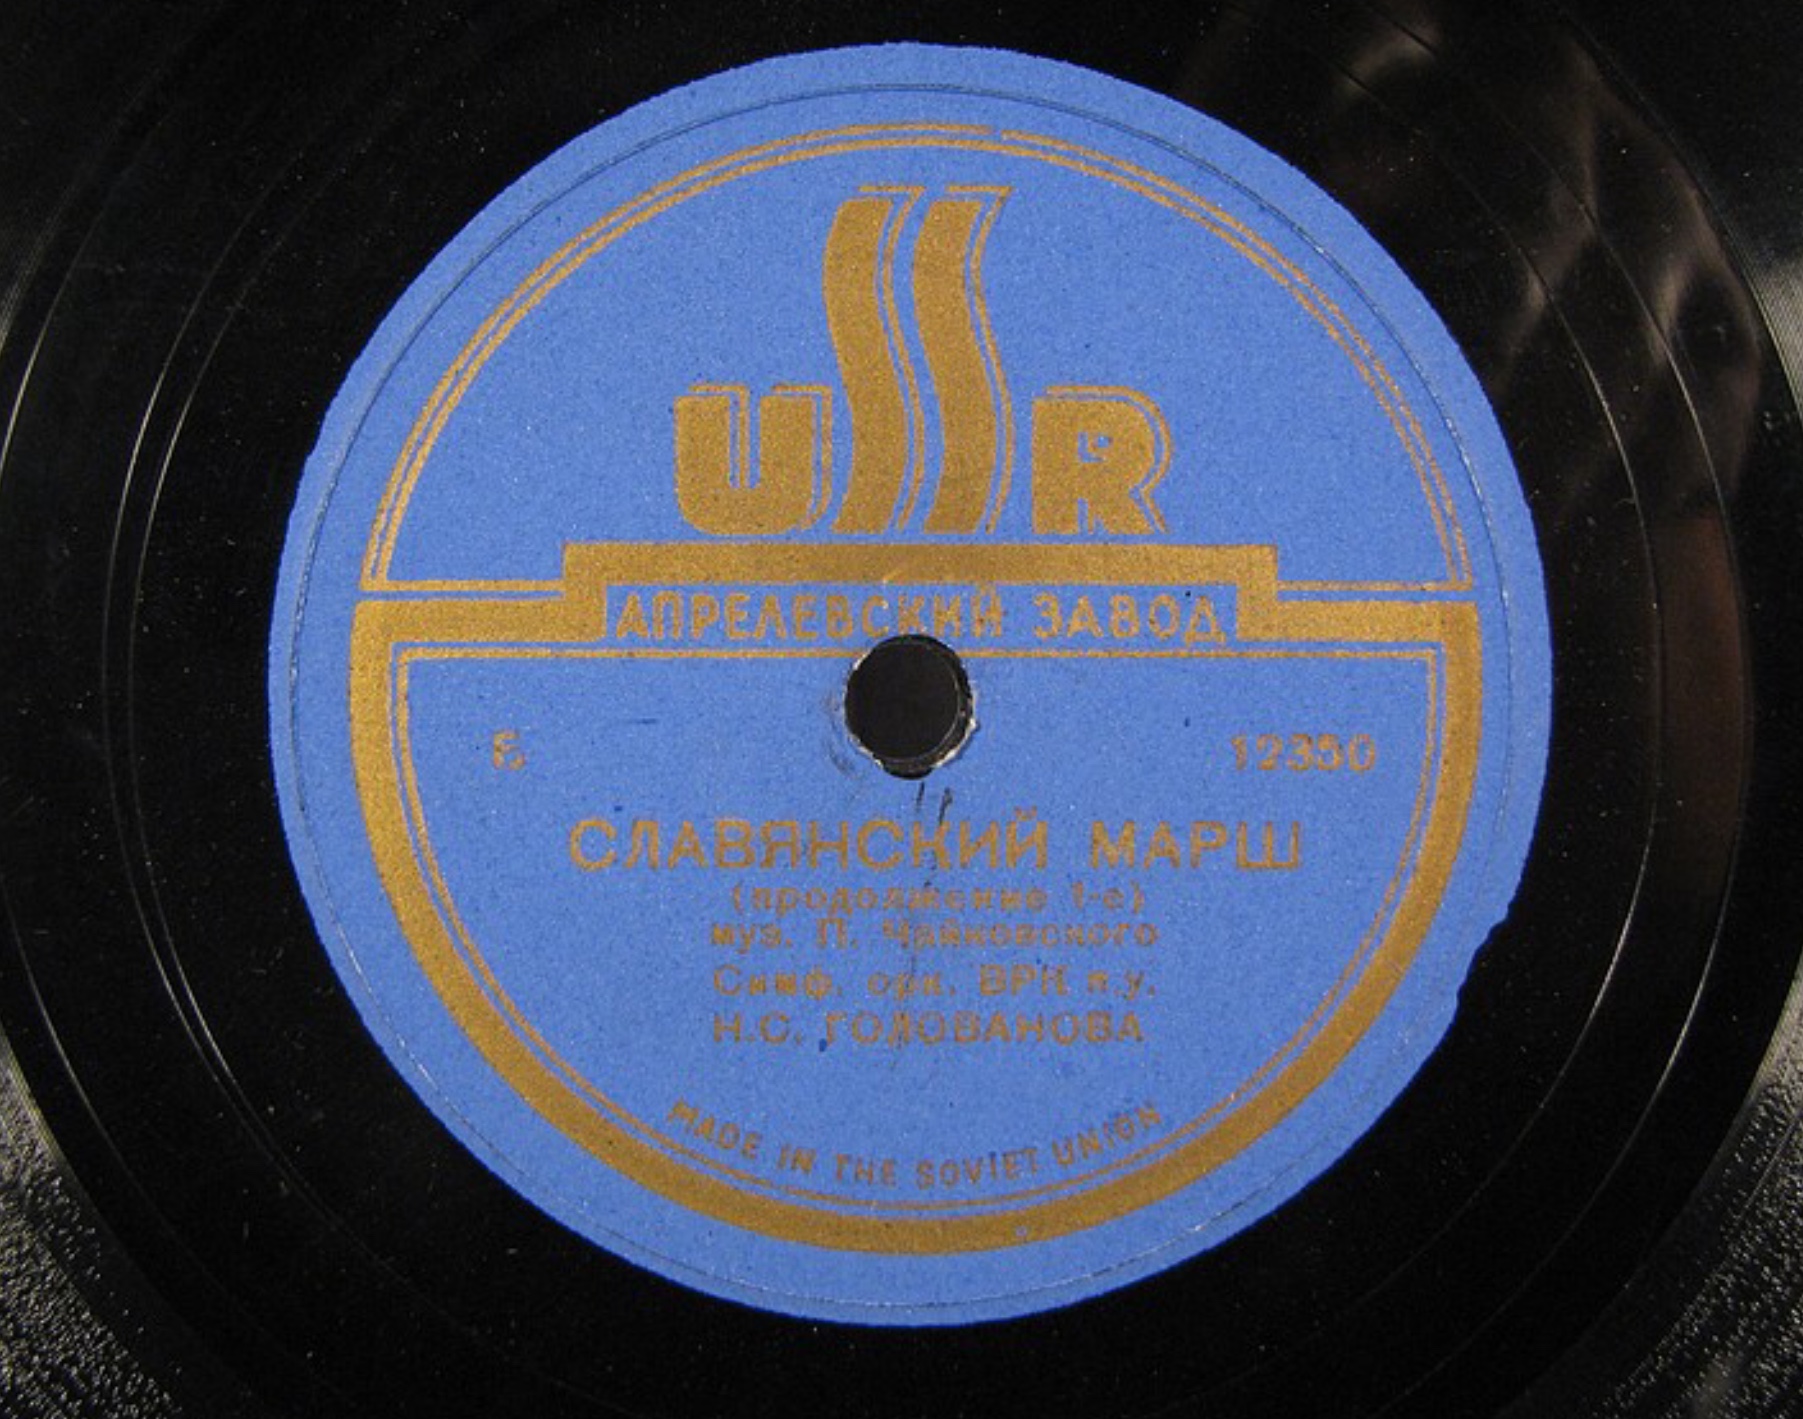 USSR
АПРЕЛЕВСКИЙ ЗАВОД
Б 12350
СЛАВЯНСКИЙ МАРШ
(продолжение 1-е)
муз. П. Чайковского
Симф. орк. ВРК п.у.
Н.С. ГОЛОВАНОВА
MADE IN THE SOVIET UNION